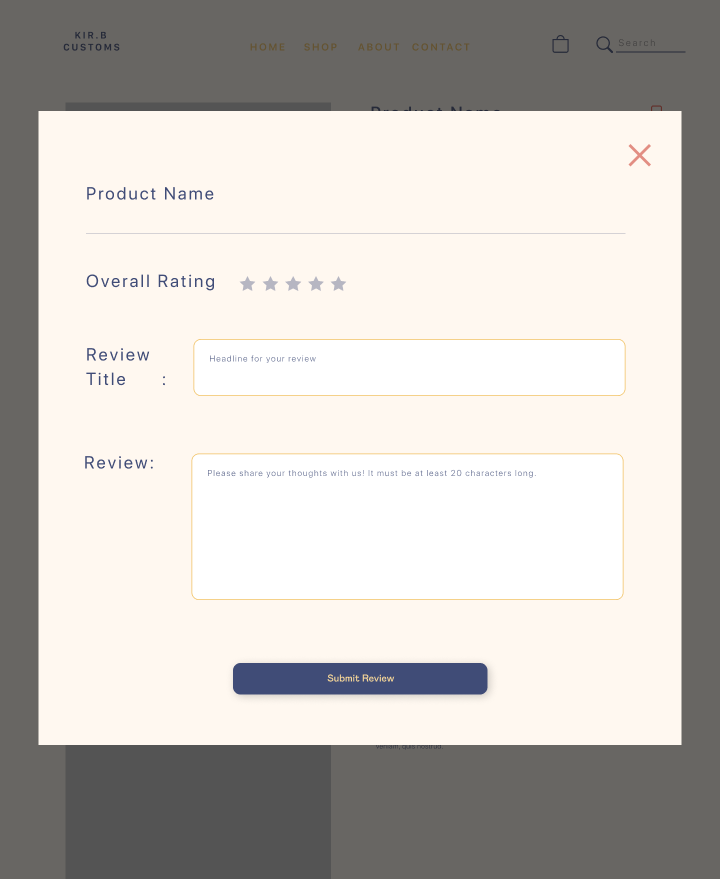 KIR.B
CUSTOMS
HOME SHOP ABOUT CONTACT
Search
Product Name
Product Name
Overall Rating
Review
Title :
Headline for your review
Review:
Please share your thoughts with us! It must be at least 20 characters long.
Submit Review
veniam, quis nostrud.